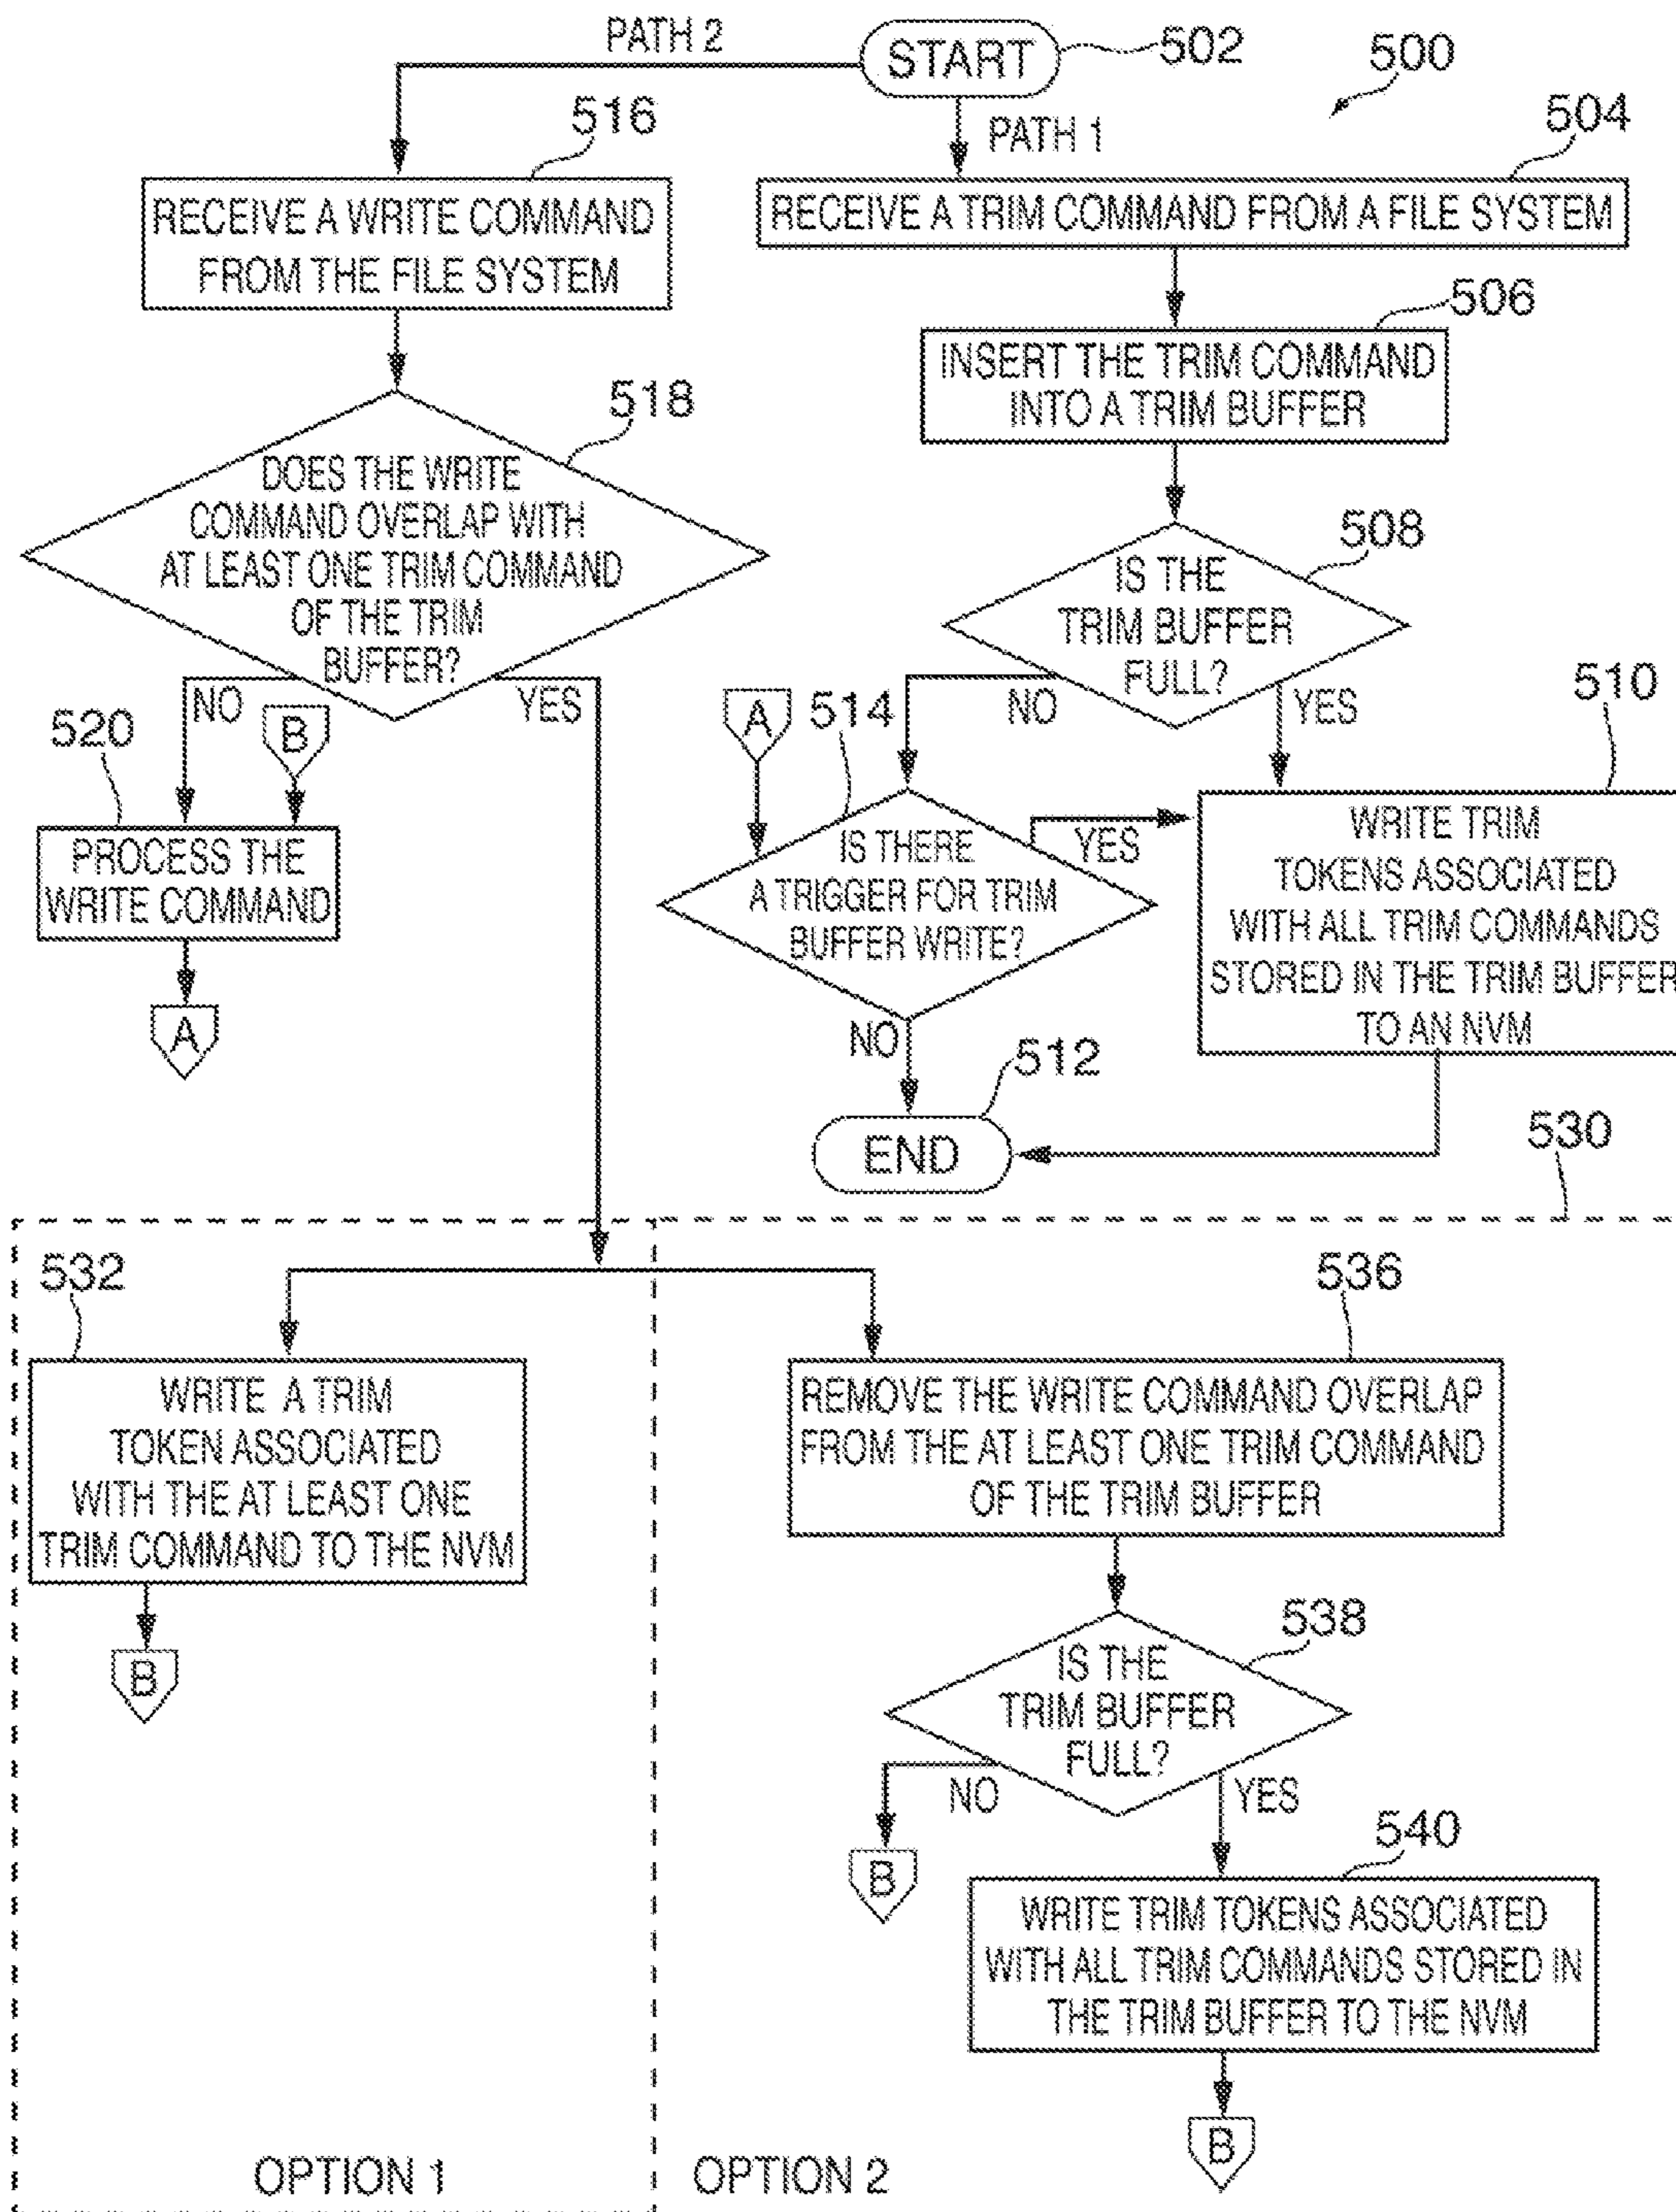 PATH 2
START
502
500
516
PATH 1
504
RECEIVE A WRITE COMMAND
FROM THE FILE SYSTEM
RECEIVE A TRIM COMMAND FROM A FILE SYSTEM
506
INSERT THE TRIM COMMAND
INTO A TRIM BUFFER
518
DOES THE WRITE
COMMAND OVERLAP WITH
AT LEAST ONE TRIM COMMAND
OF THE TRIM
BUFFER?
508
IS THE
TRIM BUFFER
FULL?
NO
YES
NO
YES
520
B
A
514
510
PROCESS THE
WRITE COMMAND
A
IS THERE
A TRIGGER FOR TRIM
BUFFER WRITE?
YES
NO
WRITE TRIM
TOKENS ASSOCIATED
WITH ALL TRIM COMMANDS
STORED IN THE TRIM BUFFER
TO AN NVM
512
END
530
532
536
WRITE A TRIM
TOKEN ASSOCIATED
WITH THE AT LEAST ONE
TRIM COMMAND TO THE NVM
B
REMOVE THE WRITE COMMAND OVERLAP
FROM THE AT LEAST ONE TRIM COMMAND
OF THE TRIM BUFFER
538
IS THE
TRIM BUFFER
FULL?
NO
YES
B
540
WRITE TRIM TOKENS ASSOCIATED
WITH ALL TRIM COMMANDS STORED IN
THE TRIM BUFFER TO THE NVM
B
OPTION 1
OPTION 2